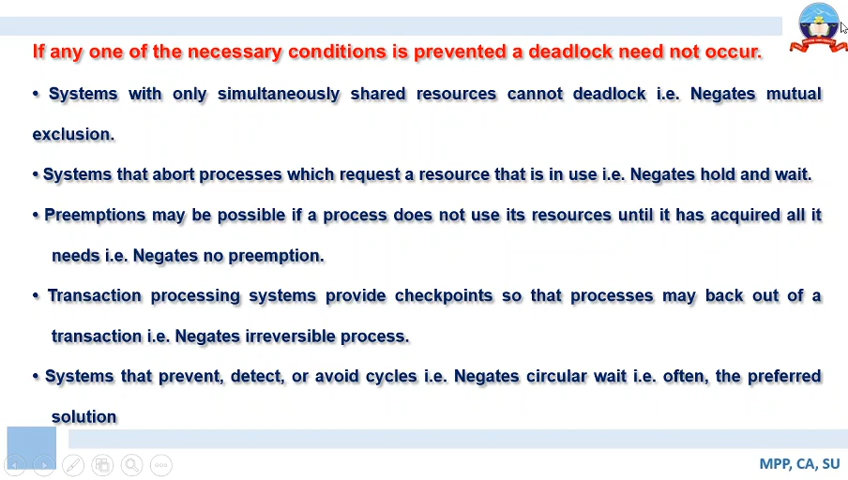 If any one of the necessary conditions is prevented a deadlock need not occur.
• Systems with only simultaneously shared resources cannot deadlock i.e. Negates mutual
exclusion.
• Systems that abort processes which request a resource that is in use i.e. Negates hold and wait.
• Preemptions may be possible if a process does not use its resources until it has acquired all it
needs i.e. Negates no preemption.
• Transaction processing systems provide checkpoints so that processes may back out of a
transaction i.e. Negates irreversible process.
• Systems that prevent, detect, or avoid cycles i.e. Negates circular wait i.e. often, the preferred
solution
MPP, CA, SU